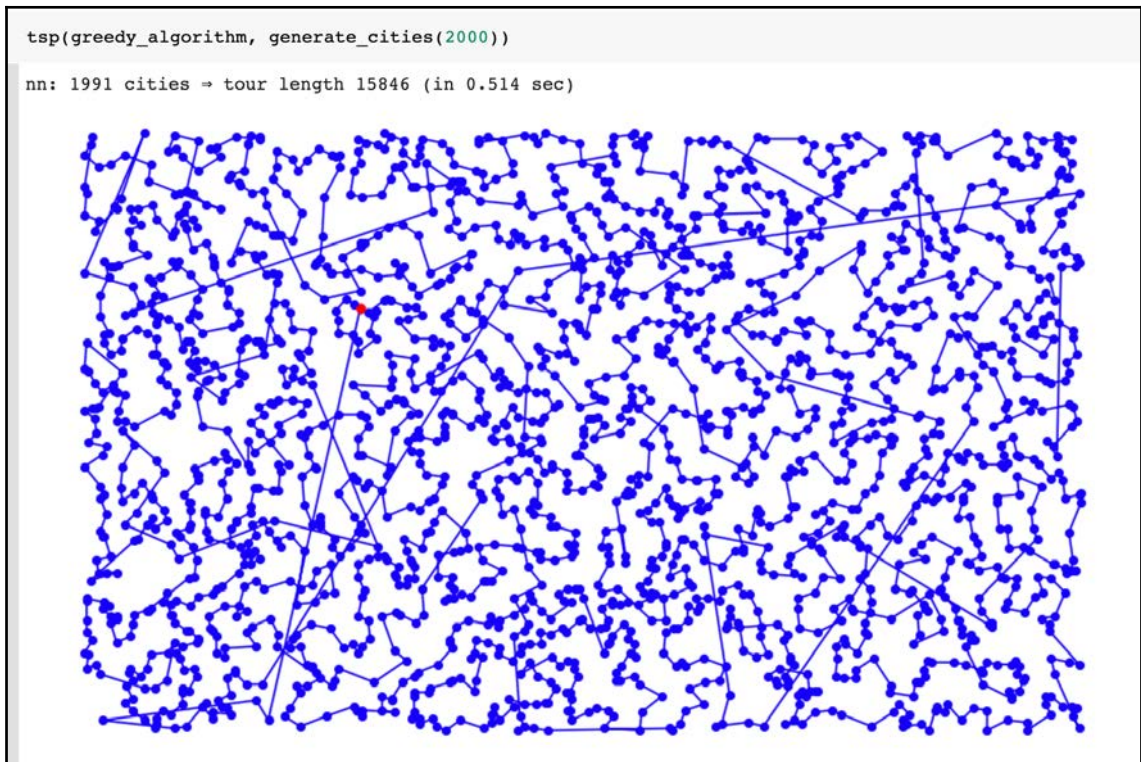 tsp(greedy_algorithm, generate_cities(2000))
nn: 1991 cities ⇒ tour length 15846 (in 0.514 sec)